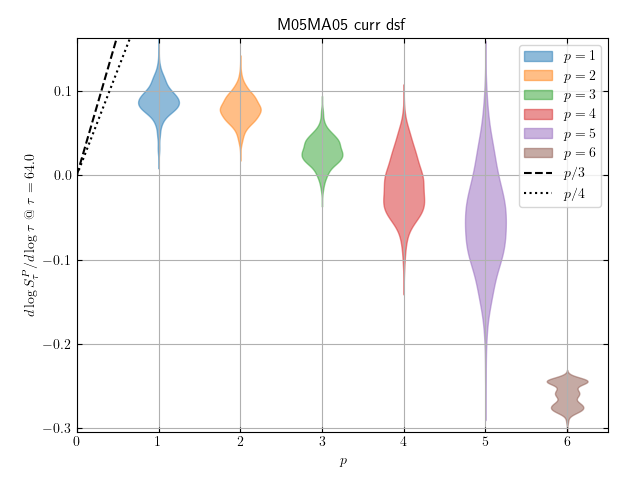 M05MA05 curr dsf
d log S_τ^P / d log τ @ τ = 64.0
0.1
0.0
−0.1
−0.2
−0.3
0 1 2 3 4 5 6
p
p = 1
p = 2
p = 3
p = 4
p = 5
p = 6
p/3
p/4